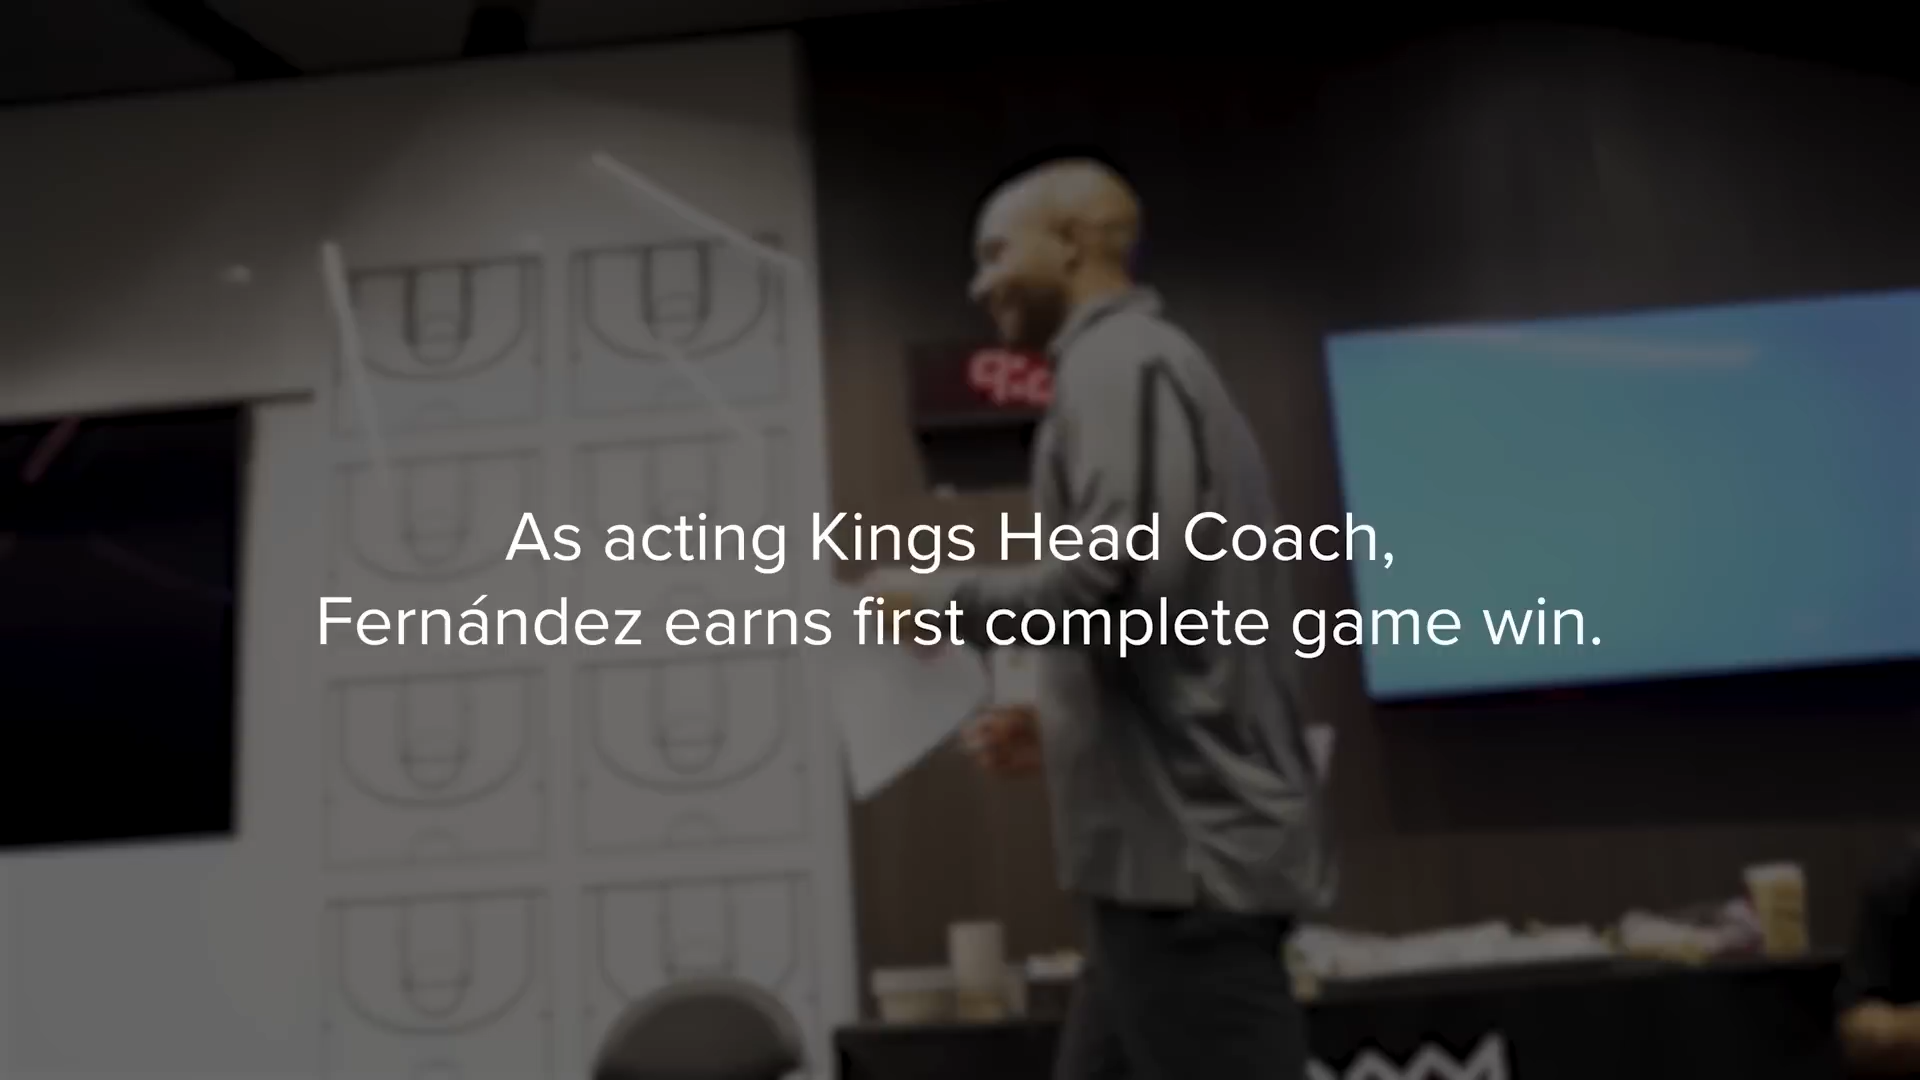 As acting Kings Head Coach,
Fernández earns first complete game win.